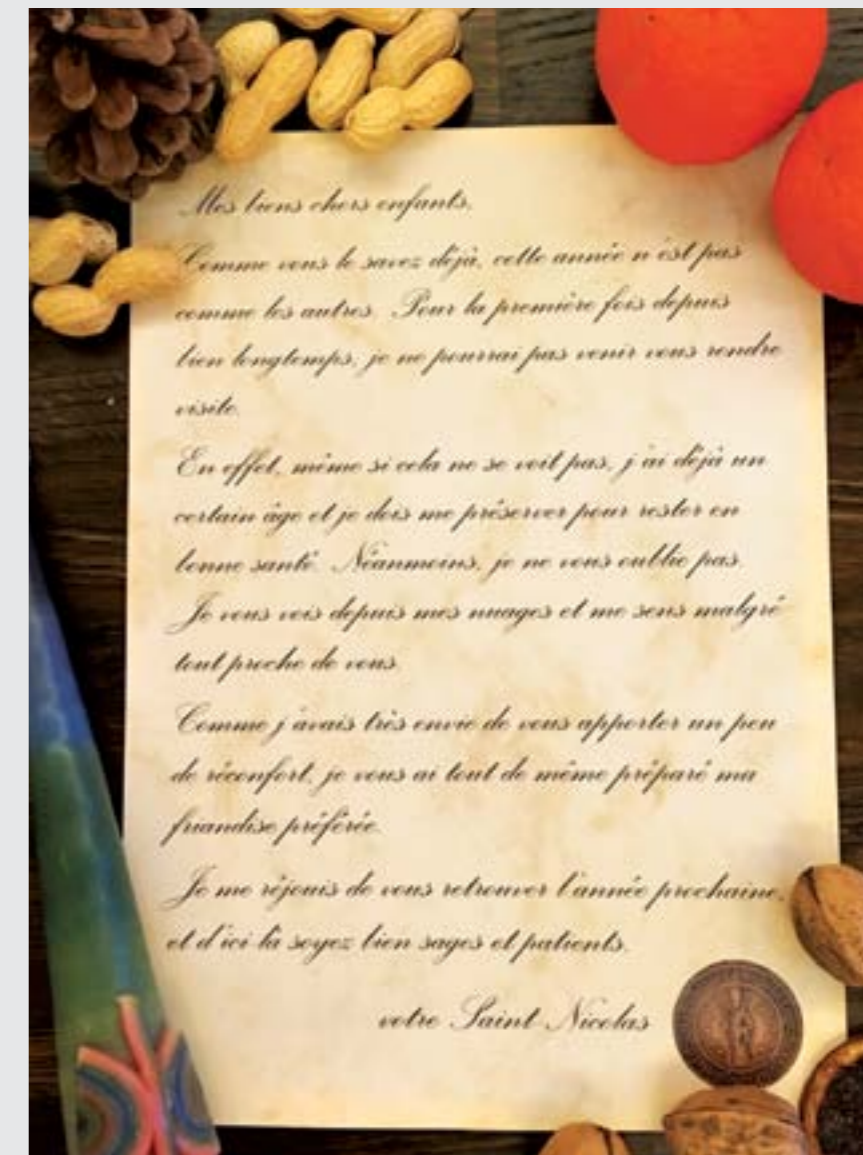 Mes biens chers enfants,
Comme vous le savez déjà, cette année n'est pas
comme les autres. Pour la première fois depuis
bien longtemps, je ne pourrai pas venir vous rendre
visite.
En effet, même si cela ne se voit pas, j'ai déjà un
certain âge et je dois me préserver pour rester en
bonne santé. Néanmoins, je ne vous oublie pas.
Je vous vois depuis mes nuages et me sens malgré
tout proche de vous.
Comme j'avais très envie de vous apporter un peu
de réconfort, je vous ai tout de même préparé ma
friandise préférée.
Je me réjouis de vous retrouver l'année prochaine,
et d'ici là soyez bien sages et patients.
votre Saint Nicolas